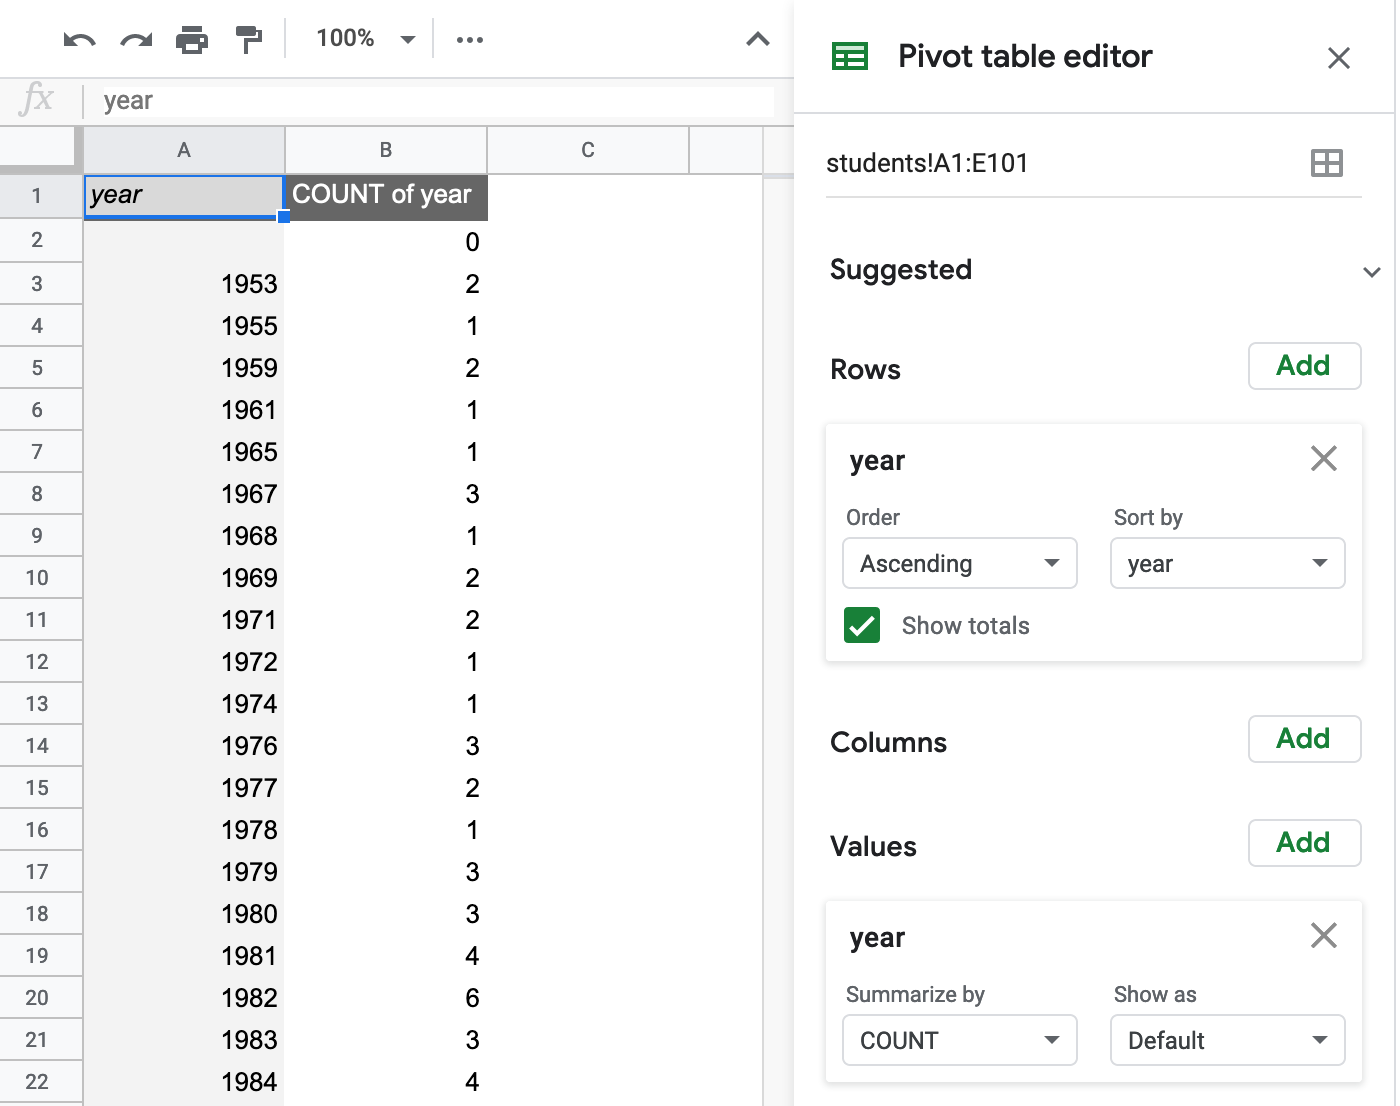 100%
Pivot table editor
fx year
students!A1:E101
A B C
1 year COUNT of year
2 0
3 1953 2
4 1955 1
5 1959 2
6 1961 1
7 1965 1
8 1967 3
9 1968 1
10 1969 2
11 1971 2
12 1972 1
13 1974 1
14 1976 3
15 1977 2
16 1978 1
17 1979 3
18 1980 3
19 1981 4
20 1982 6
21 1983 3
22 1984 4
Suggested
Rows Add
year
Order Sort by
Ascending year
Show totals
Columns Add
Values Add
year
Summarize by Show as
COUNT Default